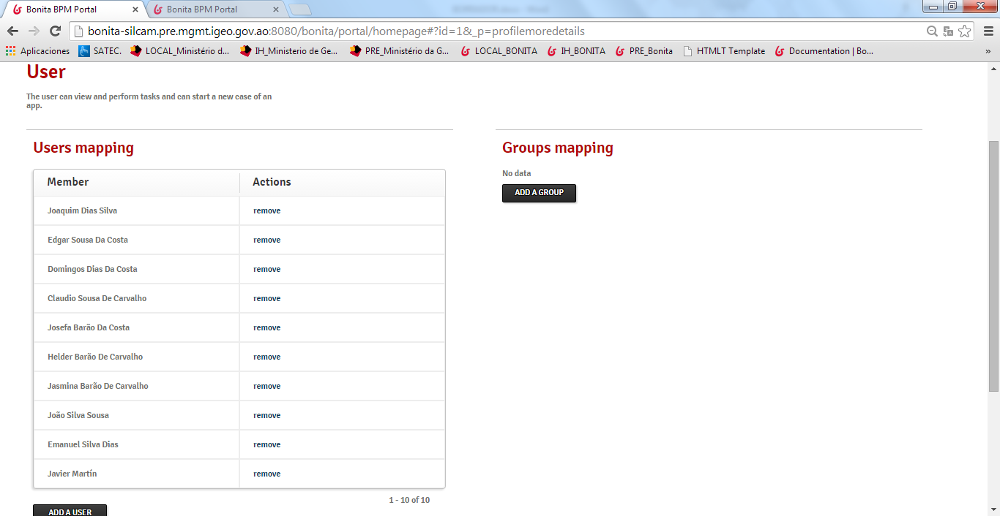 Bonita BPM Portal
Bonita BPM Portal
bonita-silcam.pre.mgmt.igeo.gov.ao:8080/bonita/portal/homepage#?id=1&_p=profilemoredetails
Aplicaciones SATEC. LOCAL_Ministério d... IH_Ministerio de Ge... PRE_Ministério da G... LOCAL_BONITA IH_BONITA PRE_Bonita HTMLT Template Documentation | Bo... »
User
The user can view and perform tasks and can start a new case of an
app.
Users mapping
Member Actions
Joaquim Dias Silva remove
Edgar Sousa Da Costa remove
Domingos Dias Da Costa remove
Claudio Sousa De Carvalho remove
Josefa Barão Da Costa remove
Helder Barão De Carvalho remove
Jasmina Barão De Carvalho remove
João Silva Sousa remove
Emanuel Silva Dias remove
Javier Martín remove
1 - 10 of 10
ADD A USER
Groups mapping
No data
ADD A GROUP